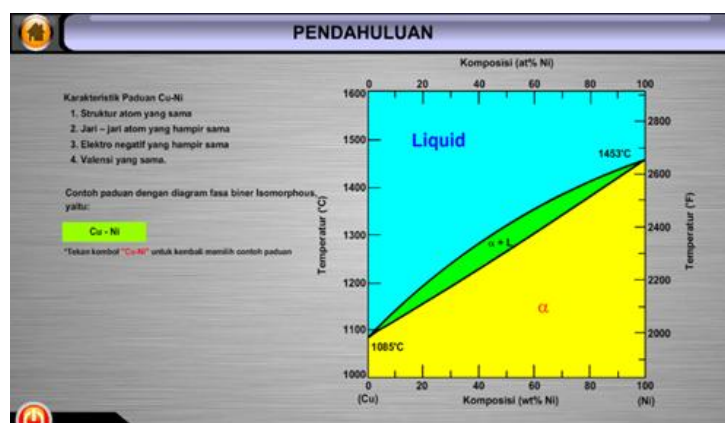 PENDAHULUAN
Karakteristik Paduan Cu-Ni
1. Struktur atom yang sama
2. Jari - jari atom yang hampir sama
3. Elektro negatif yang hampir sama
4. Valensi yang sama.
Contoh paduan dengan diagram fasa biner Isomorphous,
yaitu:
Cu - Ni
*Tekan kombol "Cu-Ni" untuk kembali memilih contoh paduan
Komposisi (at% Ni)
0 20 40 60 80 100
1600
1500
1400
1300
1200
1100
1000
Temperatur (°C)
Liquid
1453°C
α + L
α
1085°C
2800
2600
2400
2200
2000
Temperatur (°F)
0 20 40 60 80 100
(Cu) Komposisi (wt% Ni) (Ni)